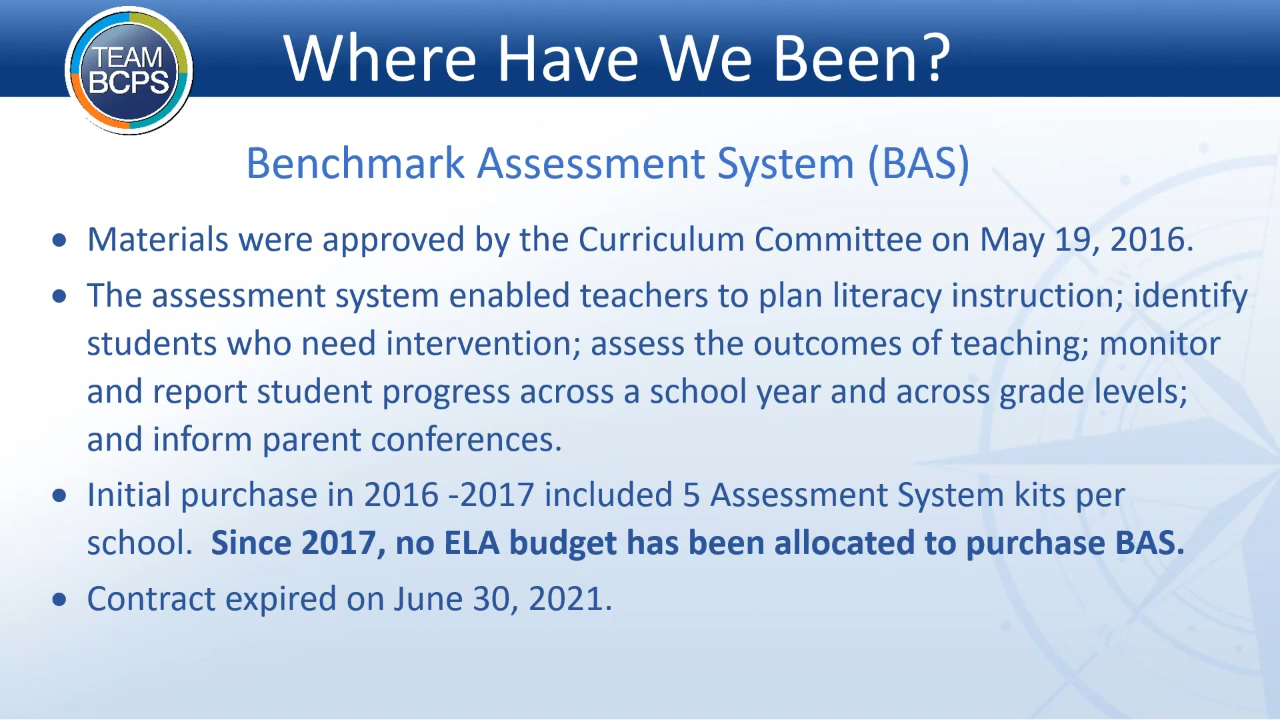 TEAM
BCPS
Where Have We Been?
Benchmark Assessment System (BAS)
• Materials were approved by the Curriculum Committee on May 19, 2016.
• The assessment system enabled teachers to plan literacy instruction; identify
students who need intervention; assess the outcomes of teaching; monitor
and report student progress across a school year and across grade levels;
and inform parent conferences.
• Initial purchase in 2016 -2017 included 5 Assessment System kits per
school.  Since 2017, no ELA budget has been allocated to purchase BAS.
• Contract expired on June 30, 2021.